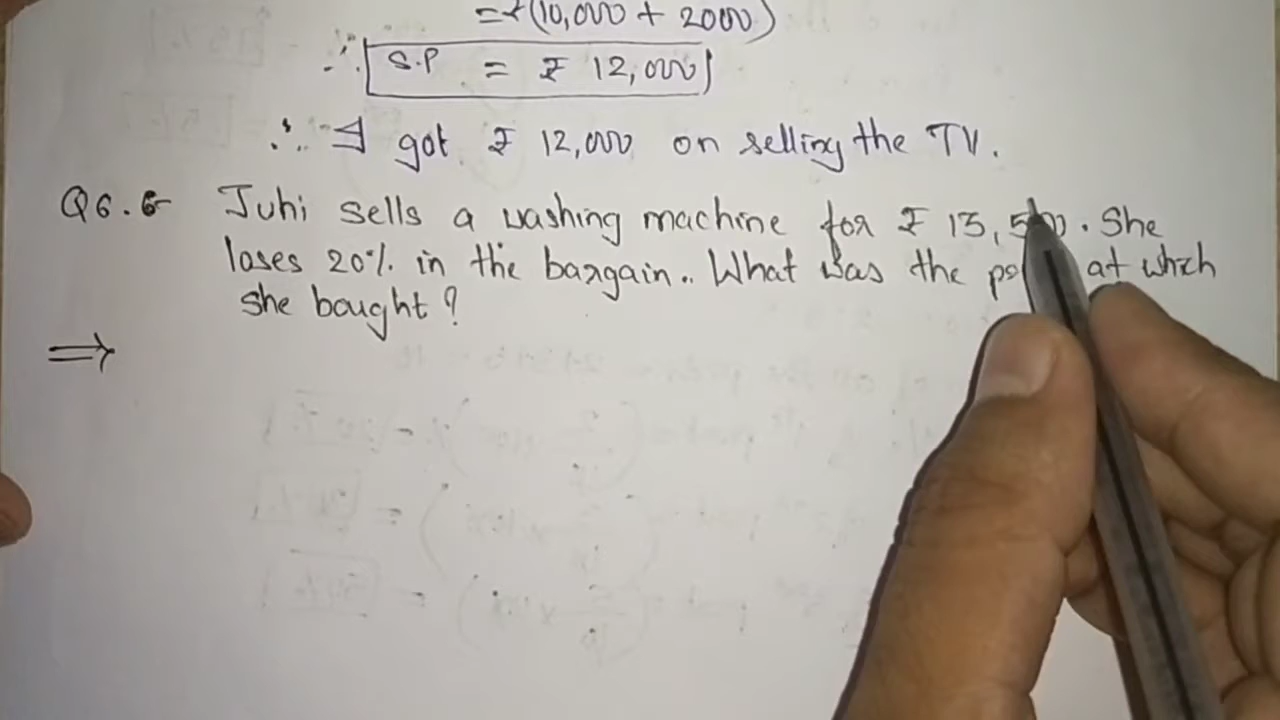 = ₹(10,000 + 2000)
∴ S.P = ₹ 12,000
∴ I got ₹ 12,000 on selling the TV.
Q6. Juhi sells a washing machine for ₹ 13,500. She
loses 20% in the bargain. What was the at which
she bought?
⇒